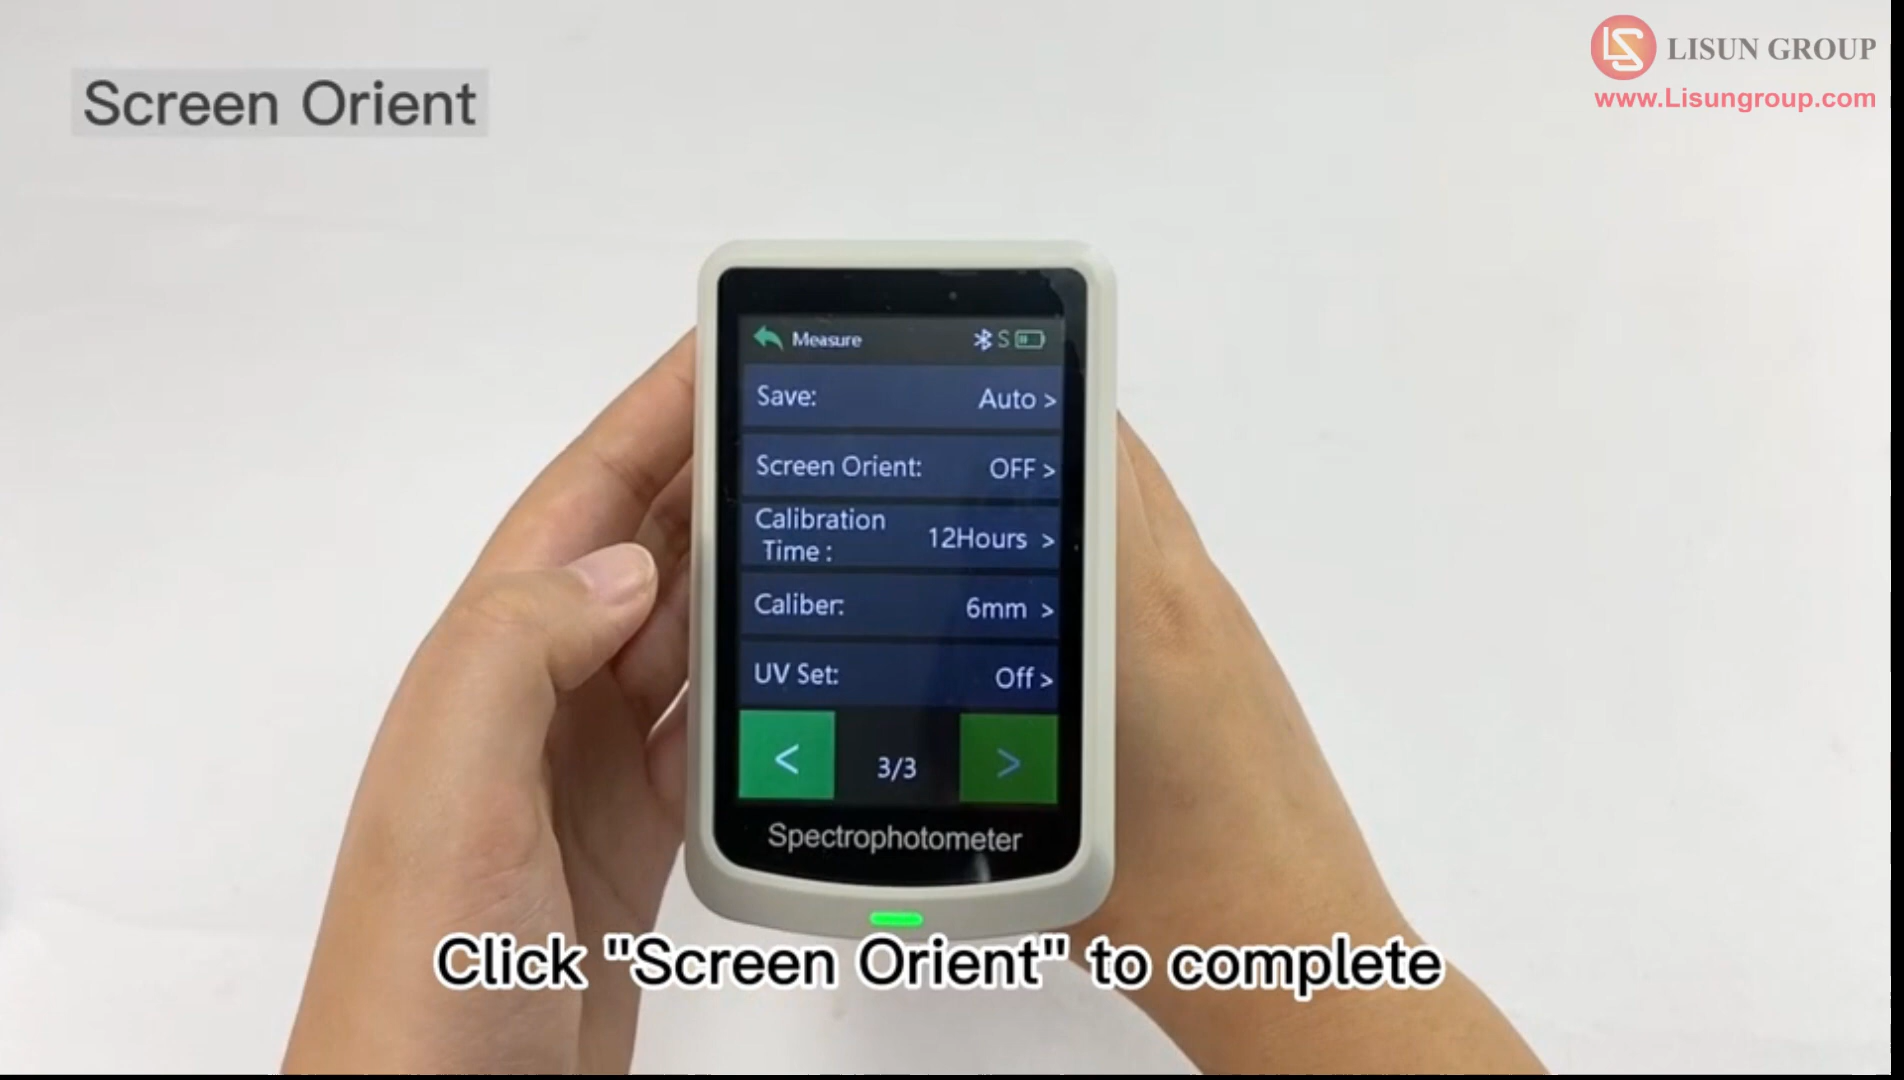 LISUN GROUP
www.Lisungroup.com
Screen Orient
Measure S
Save: Auto >
Screen Orient: OFF >
Calibration
Time : 12Hours >
Caliber: 6mm >
UV Set: Off >
< 3/3 >
Spectrophotometer
Click "Screen Orient" to complete